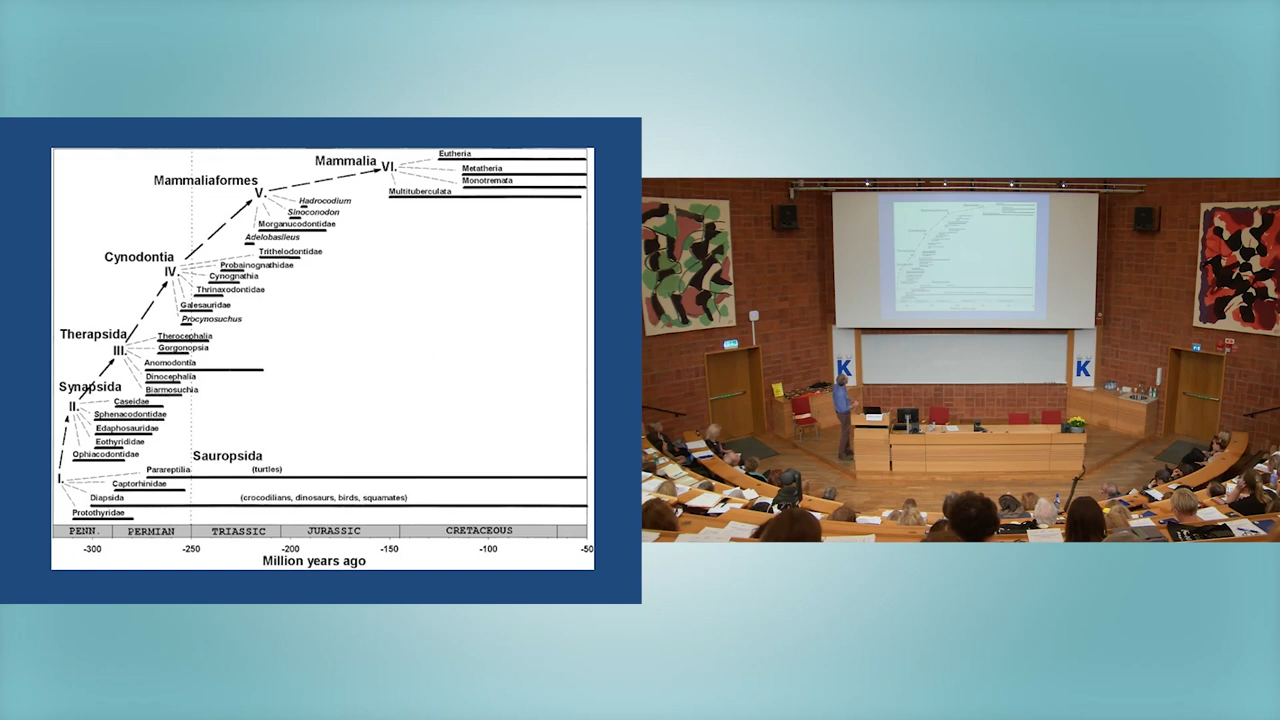 Eutheria
Mammalia VI.
Metatheria
Monotremata
Mammaliaformes
V.
Multituberculata
Hadrocodium
Sinoconodon
Morganucodontidae
Adelobasileus
Cynodontia
Trithelodontidae
IV.
Probainognathidae
Cynognathia
Thrinaxodontidae
Galesauridae
Procynosuchus
Therapsida
Therocephalia
III.
Gorgonopsia
Anomodontia
Dinocephalia
Synapsida
Biarmosuchia
II.
Caseidae
Sphenacodontidae
Edaphosauridae
Eothyrididae
Ophiacodontidae
Sauropsida
Parareptilia (turtles)
I.
Captorhinidae
Diapsida (crocodilians, dinosaurs, birds, squamates)
Protothyridae
PENN. PERMIAN TRIASSIC JURASSIC CRETACEOUS
-300 -250 -200 -150 -100 -50
Million years ago
K
K